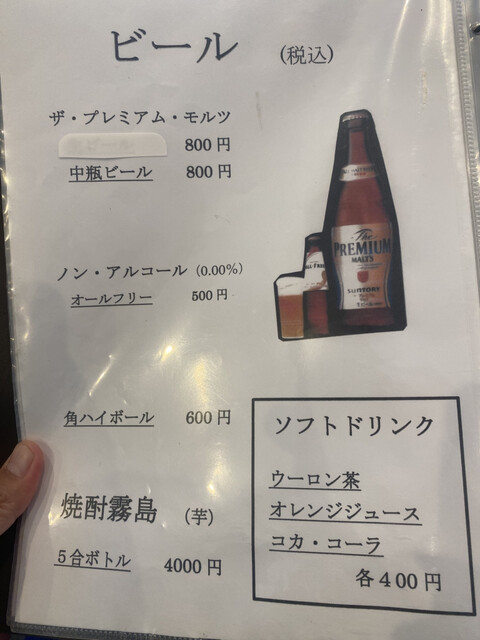 ビール (税込)
ザ・プレミアム・モルツ
800円
中瓶ビール 800円
ノン・アルコール (0.00%)
オールフリー 500円
角ハイボール 600円
焼酎霧島 (芋)
5合ボトル 4000円
The
PREMIUM
MALT'S
SUNTORY
ソフトドリンク
ウーロン茶
オレンジジュース
コカ・コーラ
各400円